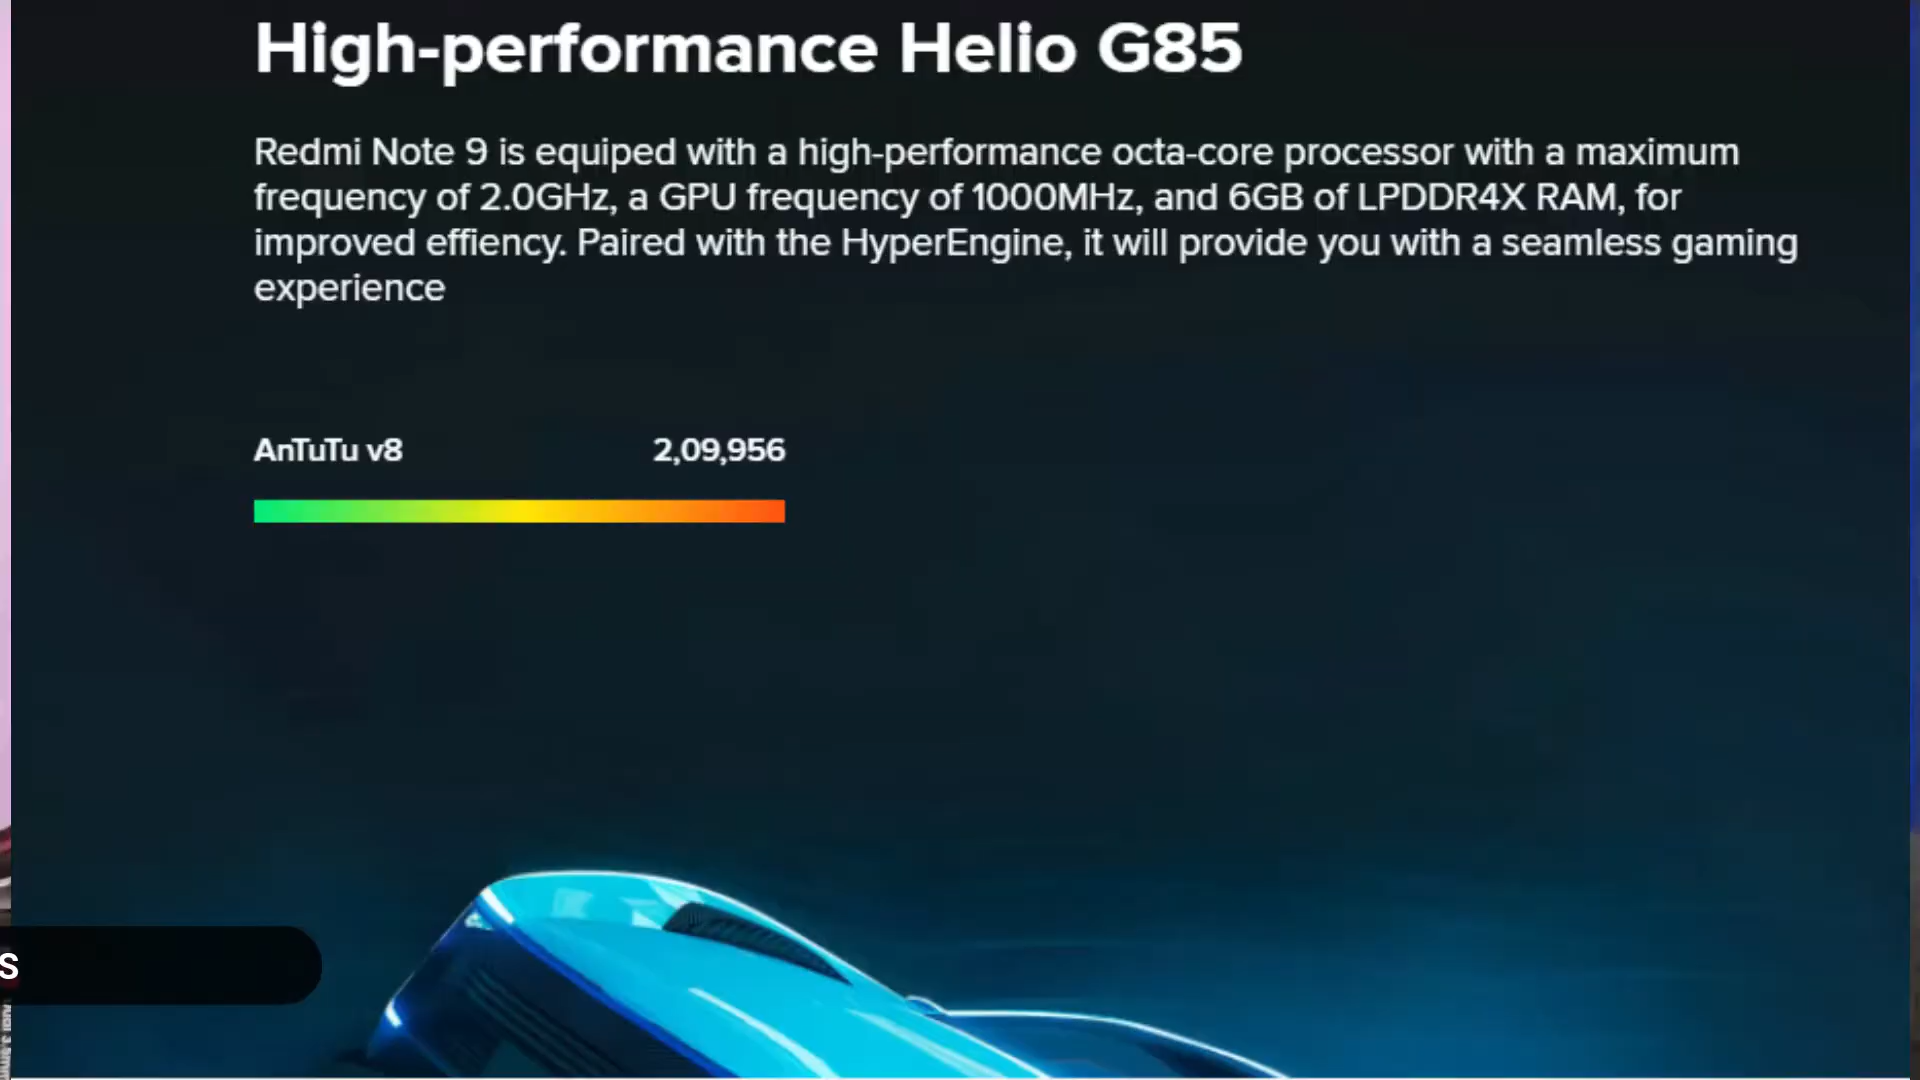 High-performance Helio G85
Redmi Note 9 is equiped with a high-performance octa-core processor with a maximum
frequency of 2.0GHz, a GPU frequency of 1000MHz, and 6GB of LPDDR4X RAM, for
improved effiency. Paired with the HyperEngine, it will provide you with a seamless gaming
experience
AnTuTu v8 2,09,956
S